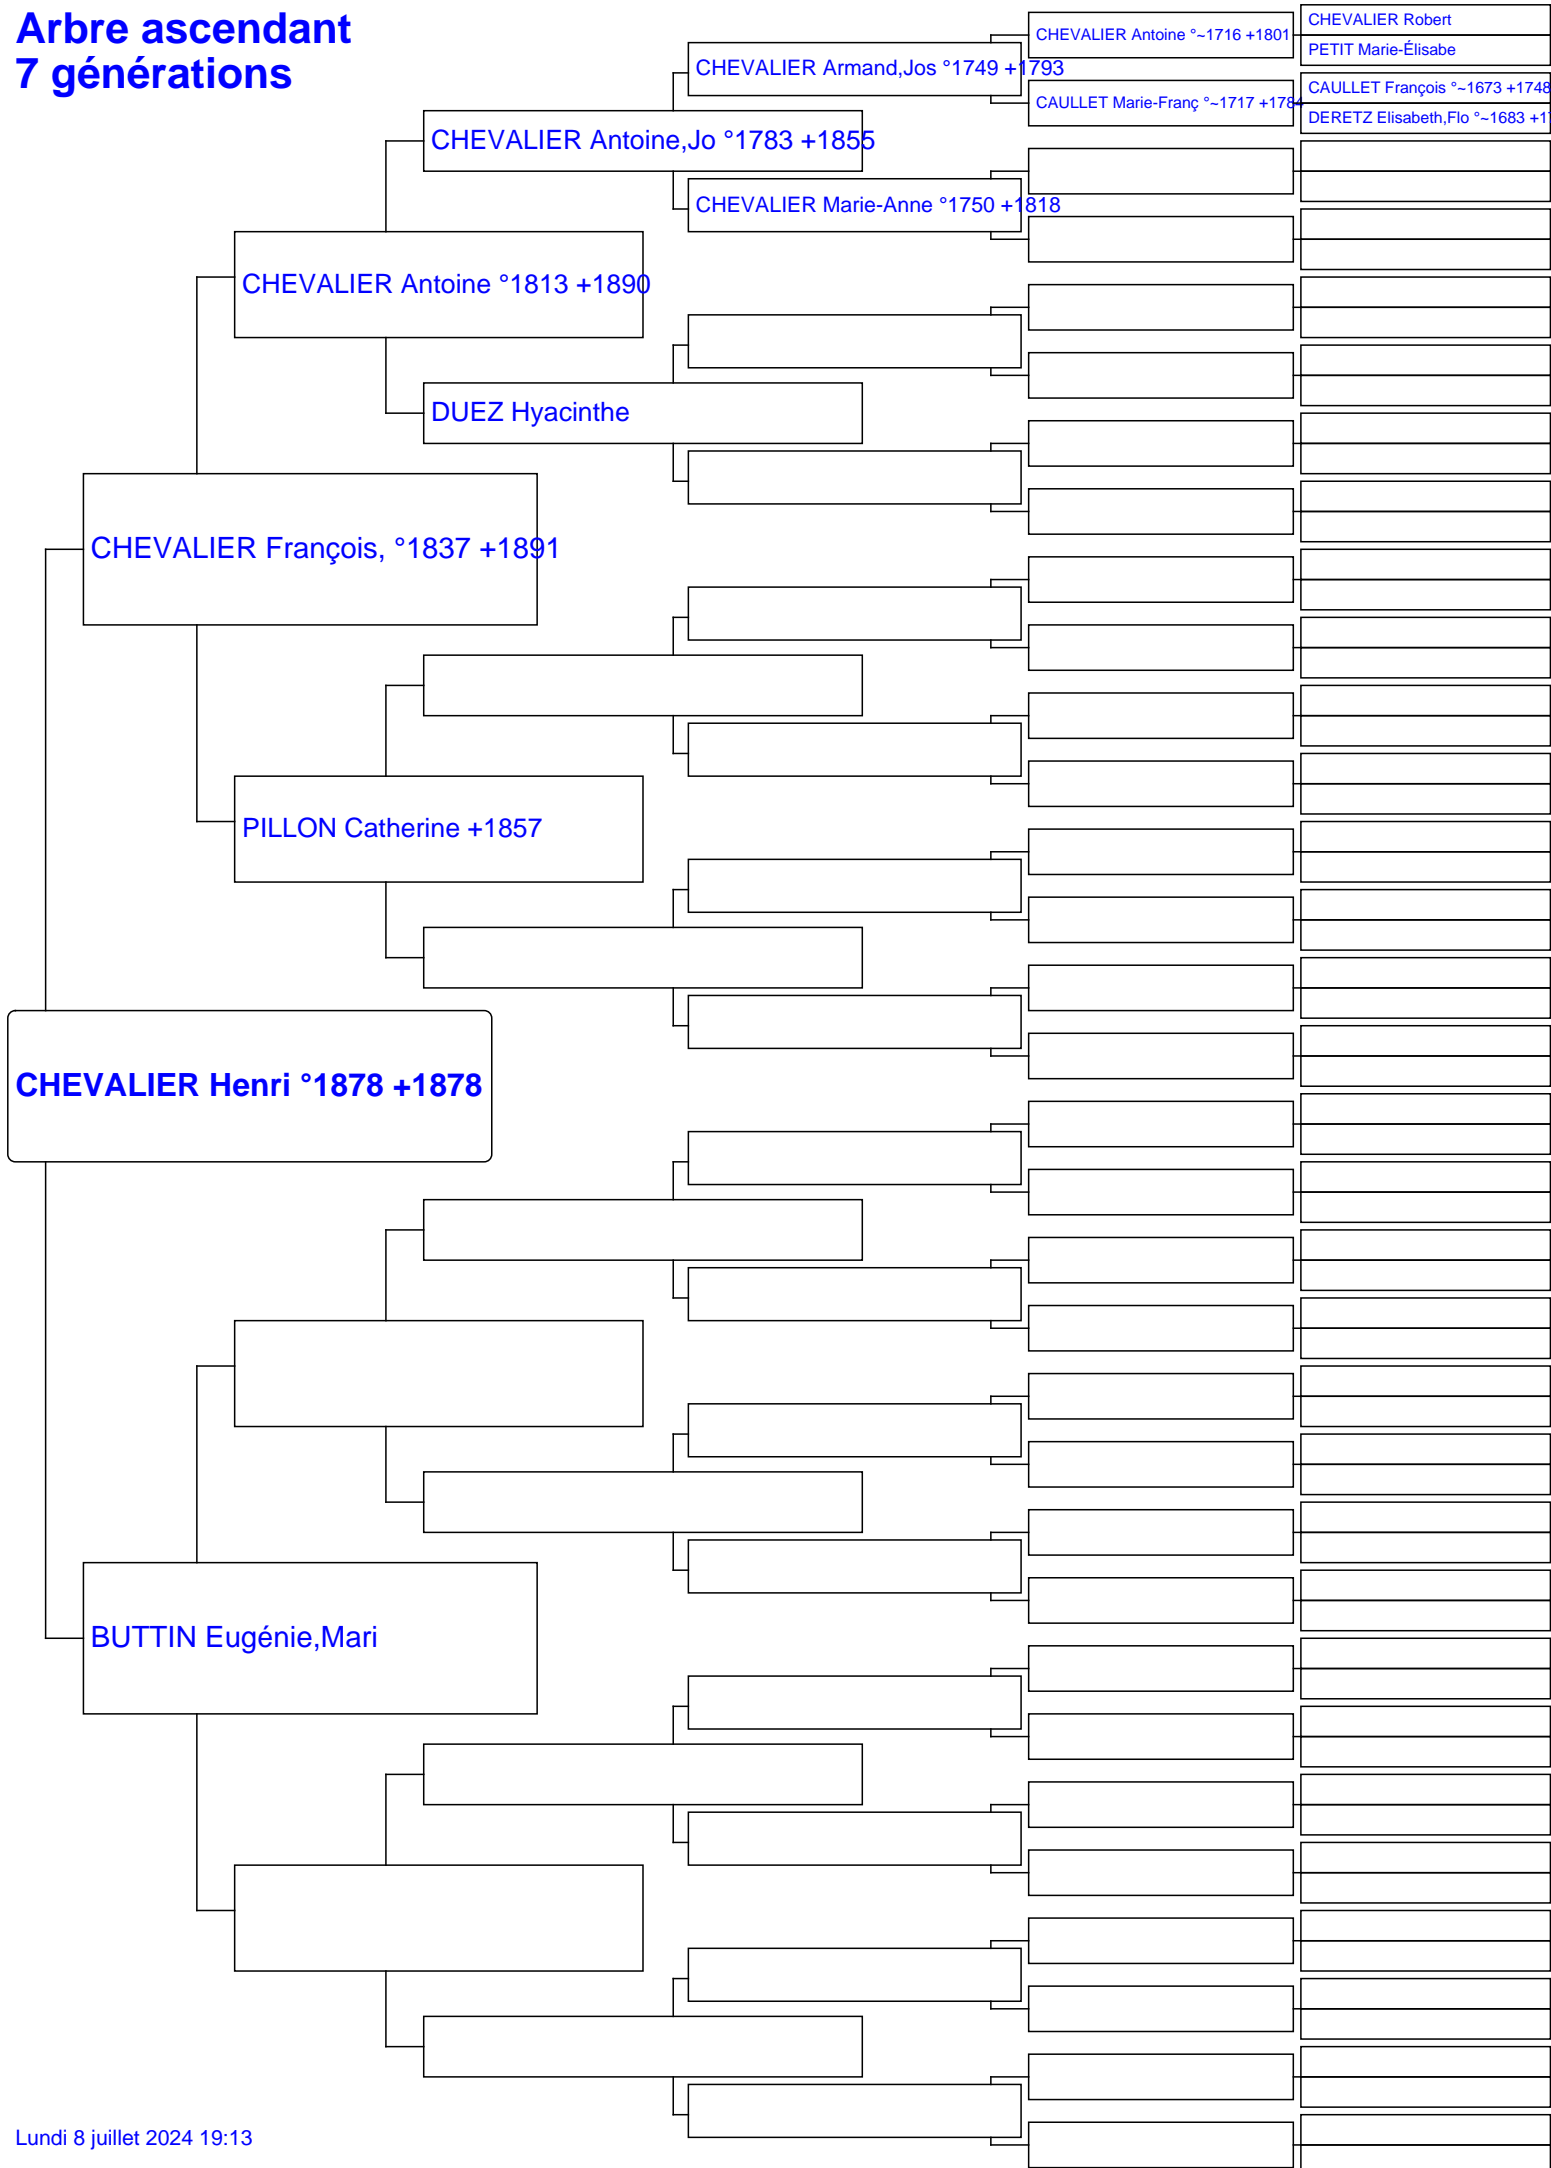 Arbre ascendant
7 générations
CHEVALIER Robert
CHEVALIER Antoine °~1716 +1801
PETIT Marie-Élisabe
CHEVALIER Armand,Jos °1749 +1793
CAULLET François °~1673 +1748
CAULLET Marie-Franç °~1717 +1784
DERETZ Elisabeth,Flo °~1683 +1
CHEVALIER Antoine,Jo °1783 +1855
CHEVALIER Marie-Anne °1750 +1818
CHEVALIER Antoine °1813 +1890
DUEZ Hyacinthe
CHEVALIER François, °1837 +1891
PILLON Catherine +1857
CHEVALIER Henri °1878 +1878
BUTTIN Eugénie,Mari
Lundi 8 juillet 2024 19:13